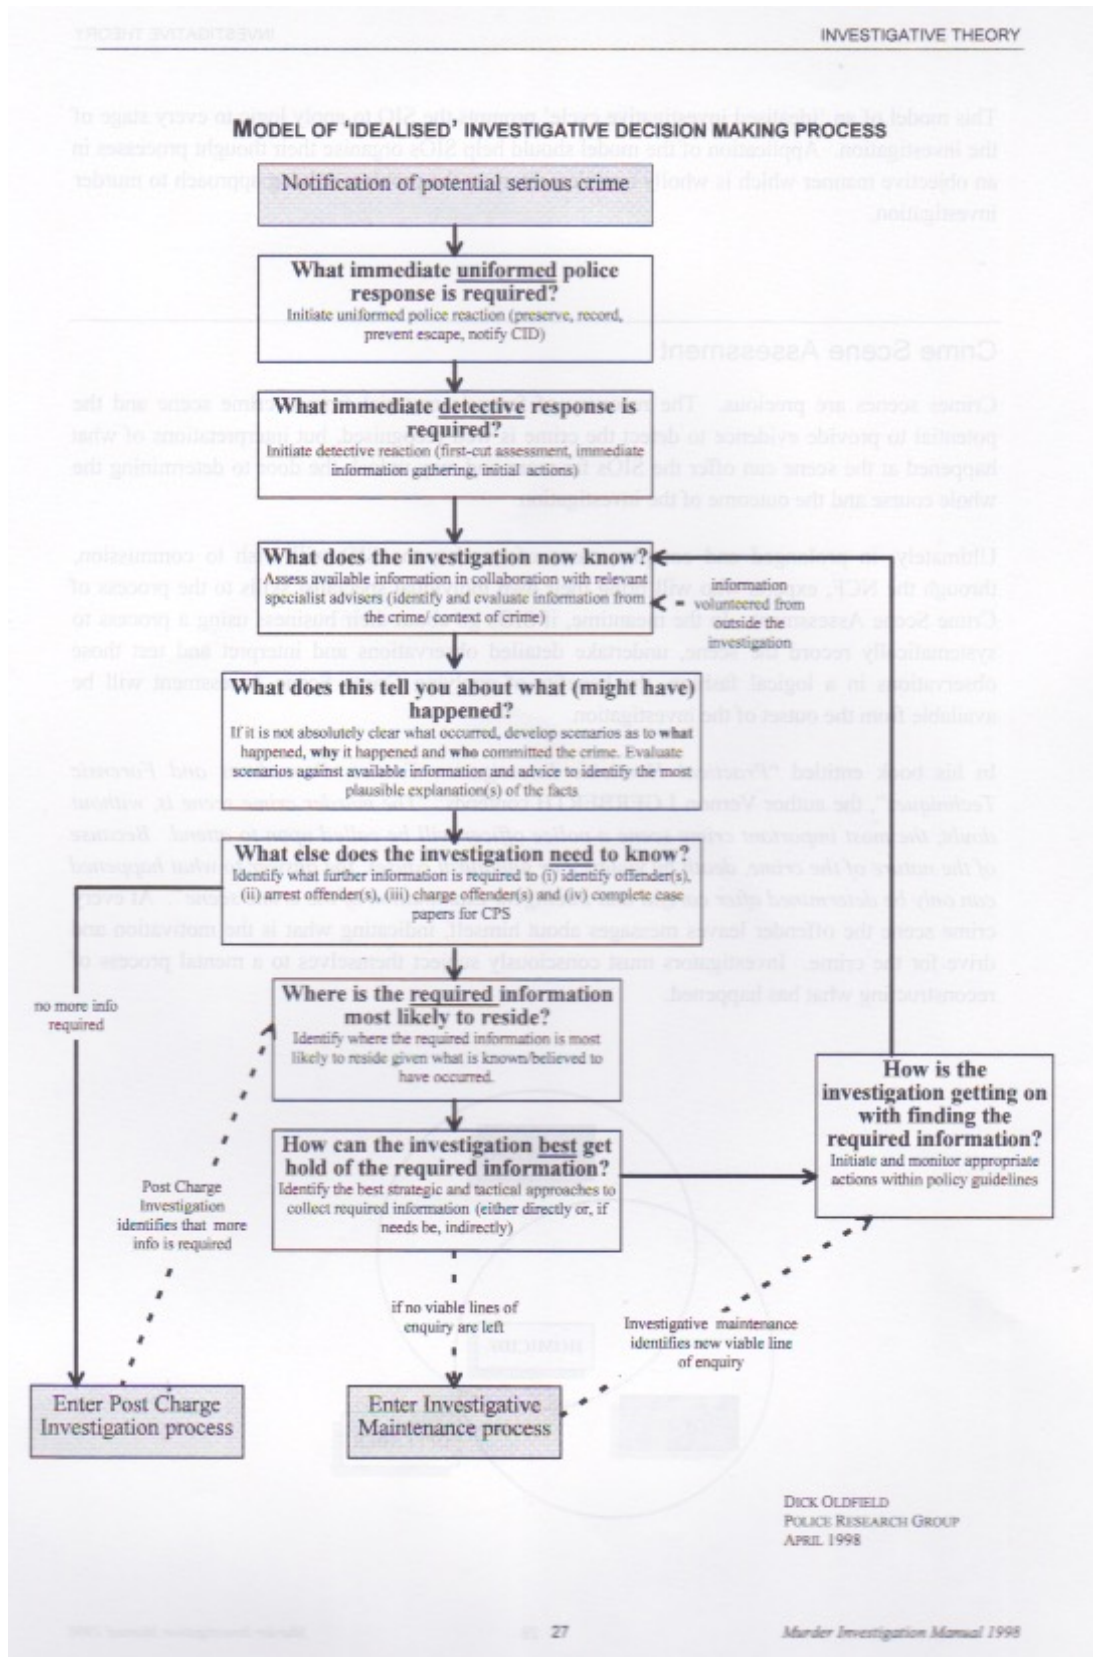 INVESTIGATIVE THEORY
MODEL OF 'IDEALISED' INVESTIGATIVE DECISION MAKING PROCESS
Notification of potential serious crime
What immediate uniformed police
response is required?
Initiate uniformed police reaction (preserve, record,
prevent escape, notify CID)
What immediate detective response is
required?
Initiate detective reaction (first-cut assessment, immediate
information gathering, initial actions)
What does the investigation now know?
Assess available information in collaboration with relevant
specialist advisers (identify and evaluate information from
the crime/ context of crime)
information
volunteered from
outside the
investigation
What does this tell you about what (might have)
happened?
If it is not absolutely clear what occurred, develop scenarios as to what
happened, why it happened and who committed the crime. Evaluate
scenarios against available information and advice to identify the most
plausible explanation(s) of the facts
What else does the investigation need to know?
Identify what further information is required to (i) identify offender(s),
(ii) arrest offender(s), (iii) charge offender(s) and (iv) complete case
papers for CPS
no more info
required
Where is the required information
most likely to reside?
Identify where the required information is most
likely to reside given what is known/believed to
have occurred.
How is the
investigation getting on
with finding the
required information?
Initiate and monitor appropriate
actions within policy guidelines
How can the investigation best get
hold of the required information?
Identify the best strategic and tactical approaches to
collect required information (either directly or, if
needs be, indirectly)
Post Charge
Investigation
identifies that more
info is required
if no viable lines of
enquiry are left
Investigative maintenance
identifies new viable line
of enquiry
Enter Post Charge
Investigation process
Enter Investigative
Maintenance process
DICK OLDFIELD
POLICE RESEARCH GROUP
APRIL 1998
27
Murder Investigation Manual 1998